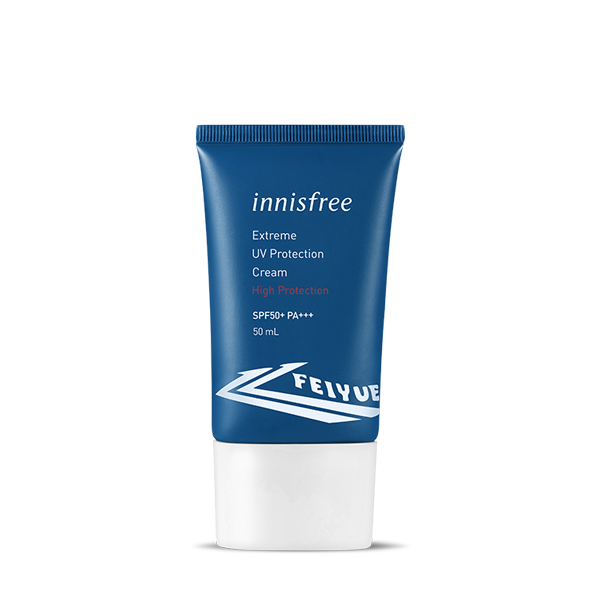 innisfree
Extreme
UV Protection
Cream
High Protection
SPF50+ PA+++
50 mL
FEIYUE